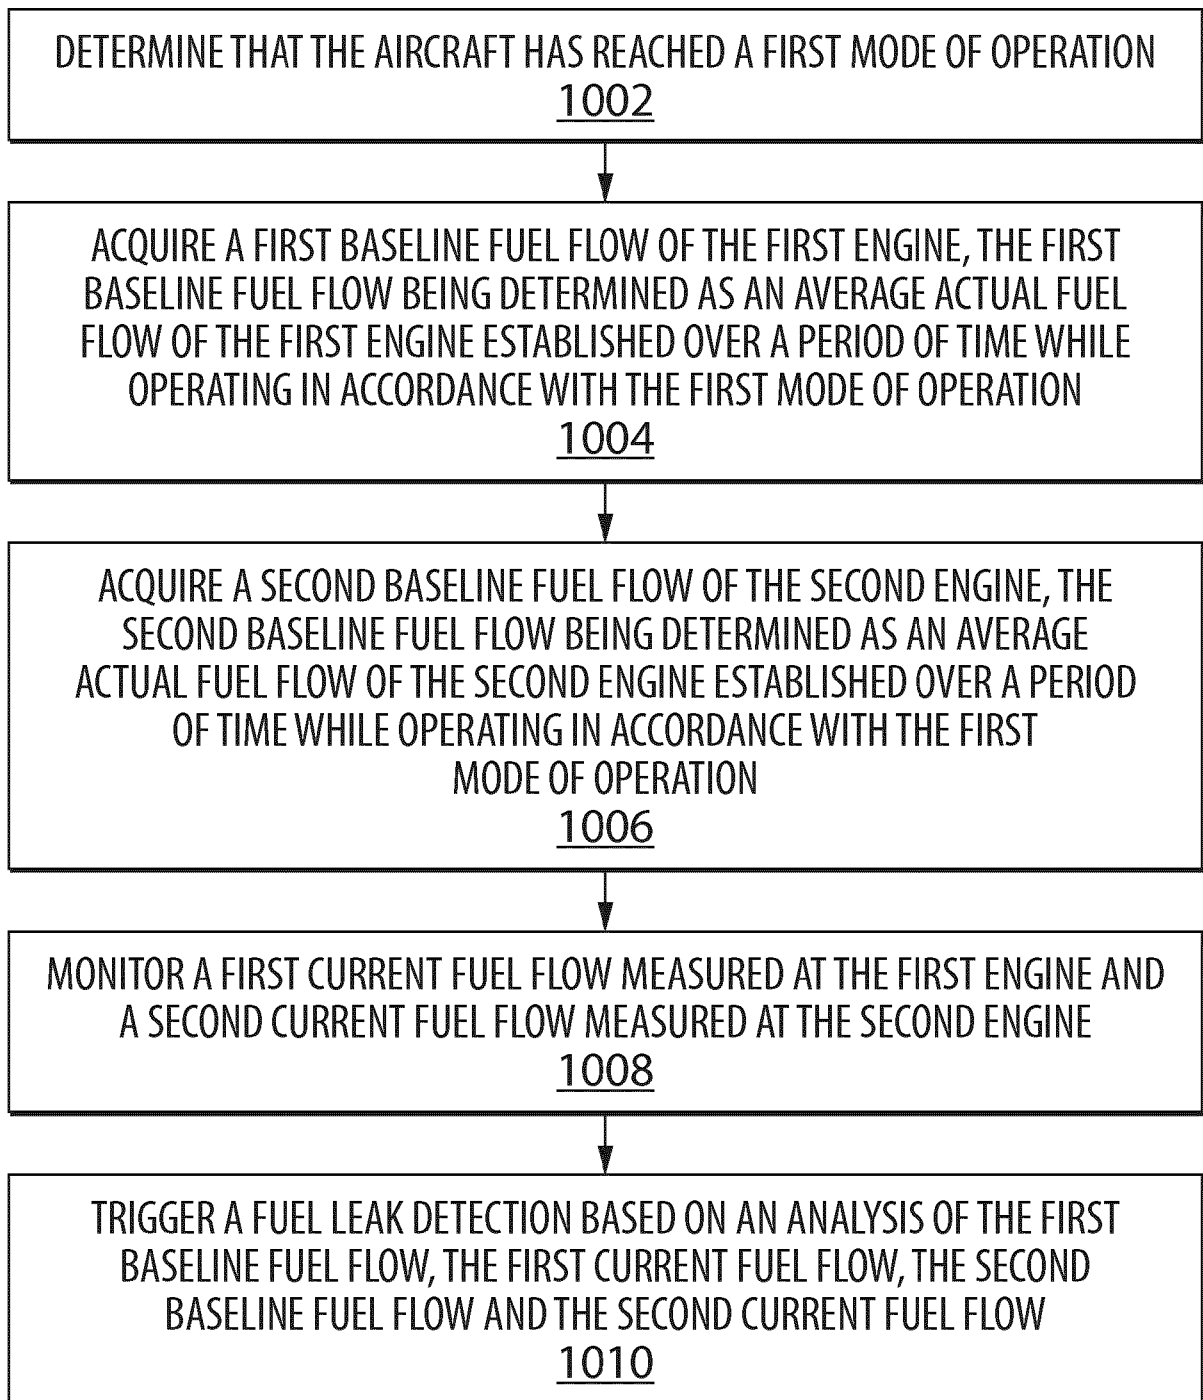 DETERMINE THAT THE AIRCRAFT HAS REACHED A FIRST MODE OF OPERATION
1002
ACQUIRE A FIRST BASELINE FUEL FLOW OF THE FIRST ENGINE, THE FIRST
BASELINE FUEL FLOW BEING DETERMINED AS AN AVERAGE ACTUAL FUEL
FLOW OF THE FIRST ENGINE ESTABLISHED OVER A PERIOD OF TIME WHILE
OPERATING IN ACCORDANCE WITH THE FIRST MODE OF OPERATION
1004
ACQUIRE A SECOND BASELINE FUEL FLOW OF THE SECOND ENGINE, THE
SECOND BASELINE FUEL FLOW BEING DETERMINED AS AN AVERAGE
ACTUAL FUEL FLOW OF THE SECOND ENGINE ESTABLISHED OVER A PERIOD
OF TIME WHILE OPERATING IN ACCORDANCE WITH THE FIRST
MODE OF OPERATION
1006
MONITOR A FIRST CURRENT FUEL FLOW MEASURED AT THE FIRST ENGINE AND
A SECOND CURRENT FUEL FLOW MEASURED AT THE SECOND ENGINE
1008
TRIGGER A FUEL LEAK DETECTION BASED ON AN ANALYSIS OF THE FIRST
BASELINE FUEL FLOW, THE FIRST CURRENT FUEL FLOW, THE SECOND
BASELINE FUEL FLOW AND THE SECOND CURRENT FUEL FLOW
1010